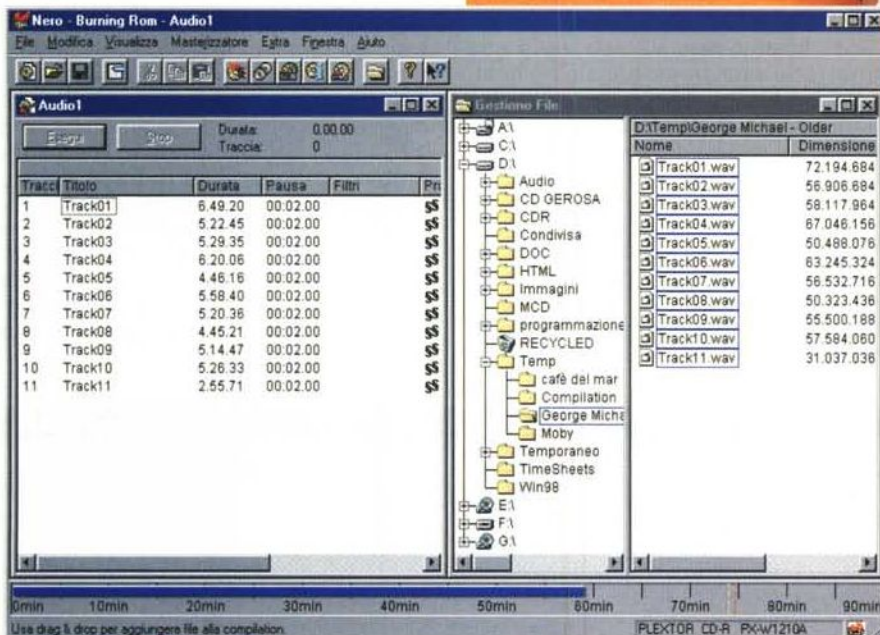 Nero - Burning Rom - Audio1
File Modifica Visualizza Masterizzatore Extra Finestra Aiuto
Audio1
Esegui Stop
Durata: 0.00.00
Traccia: 0
Tracci Titolo Durata Pausa Filtri Pro
1 Track01 6.49.20 00:02.00
2 Track02 5.22.45 00:02.00
3 Track03 5.29.35 00:02.00
4 Track04 6.20.06 00:02.00
5 Track05 4.46.16 00:02.00
6 Track06 5.58.40 00:02.00
7 Track07 5.20.36 00:02.00
8 Track08 4.45.21 00:02.00
9 Track09 5.14.47 00:02.00
10 Track10 5.26.33 00:02.00
11 Track11 2.55.71 00:02.00
Gestione File
A:\
C:\
D:\
Audio
CD GEROSA
CDR
Condivisa
DOC
HTML
Immagini
MCD
programmazione
RECYCLED
Temp
cafè del mar
Compilation
George Micha
Moby
Temporaneo
TimeSheets
Win98
E:\
F:\
G:\
D:\Temp\George Michael - Older
Nome Dimensione
Track01.wav 72.194.684
Track02.wav 56.906.684
Track03.wav 58.117.964
Track04.wav 67.046.156
Track05.wav 50.488.076
Track06.wav 63.245.324
Track07.wav 56.532.716
Track08.wav 50.323.436
Track09.wav 55.500.188
Track10.wav 57.584.060
Track11.wav 31.037.036
0min 10min 20min 30min 40min 50min 60min 70min 80min 90min
Usa drag & drop per aggiungere file alla compilation.
PLEXTOR CD-R PX-W1210A